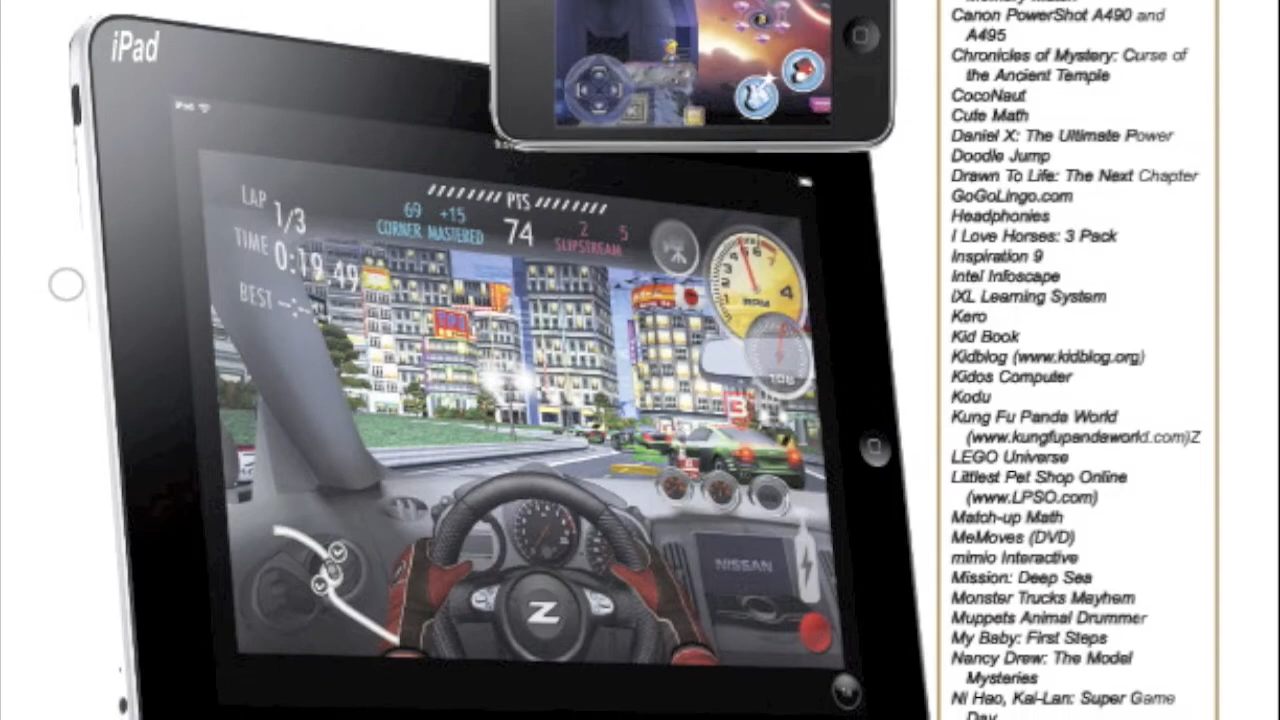 iPad
iPod
LAP 1/3
TIME 0:19.49
BEST --:--
PTS
69 +15
CORNER MASTERED
74
2 5
SLIPSTREAM
RPM
4
106
3
NISSAN
Z
Canon PowerShot A490 and
A495
Chronicles of Mystery: Curse of
the Ancient Temple
CocoNaut
Cute Math
Daniel X: The Ultimate Power
Doodle Jump
Drawn To Life: The Next Chapter
GoGoLingo.com
Headphonies
I Love Horses: 3 Pack
Inspiration 9
Intel Infoscape
IXL Learning System
Kero
Kid Book
Kidblog (www.kidblog.org)
Kidos Computer
Kodu
Kung Fu Panda World
(www.kungfupandaworld.com)Z
LEGO Universe
Littlest Pet Shop Online
(www.LPSO.com)
Match-up Math
MeMoves (DVD)
mimio Interactive
Mission: Deep Sea
Monster Trucks Mayhem
Muppets Animal Drummer
My Baby: First Steps
Nancy Drew: The Model
Mysteries
Ni Hao, Kai-Lan: Super Game
Day